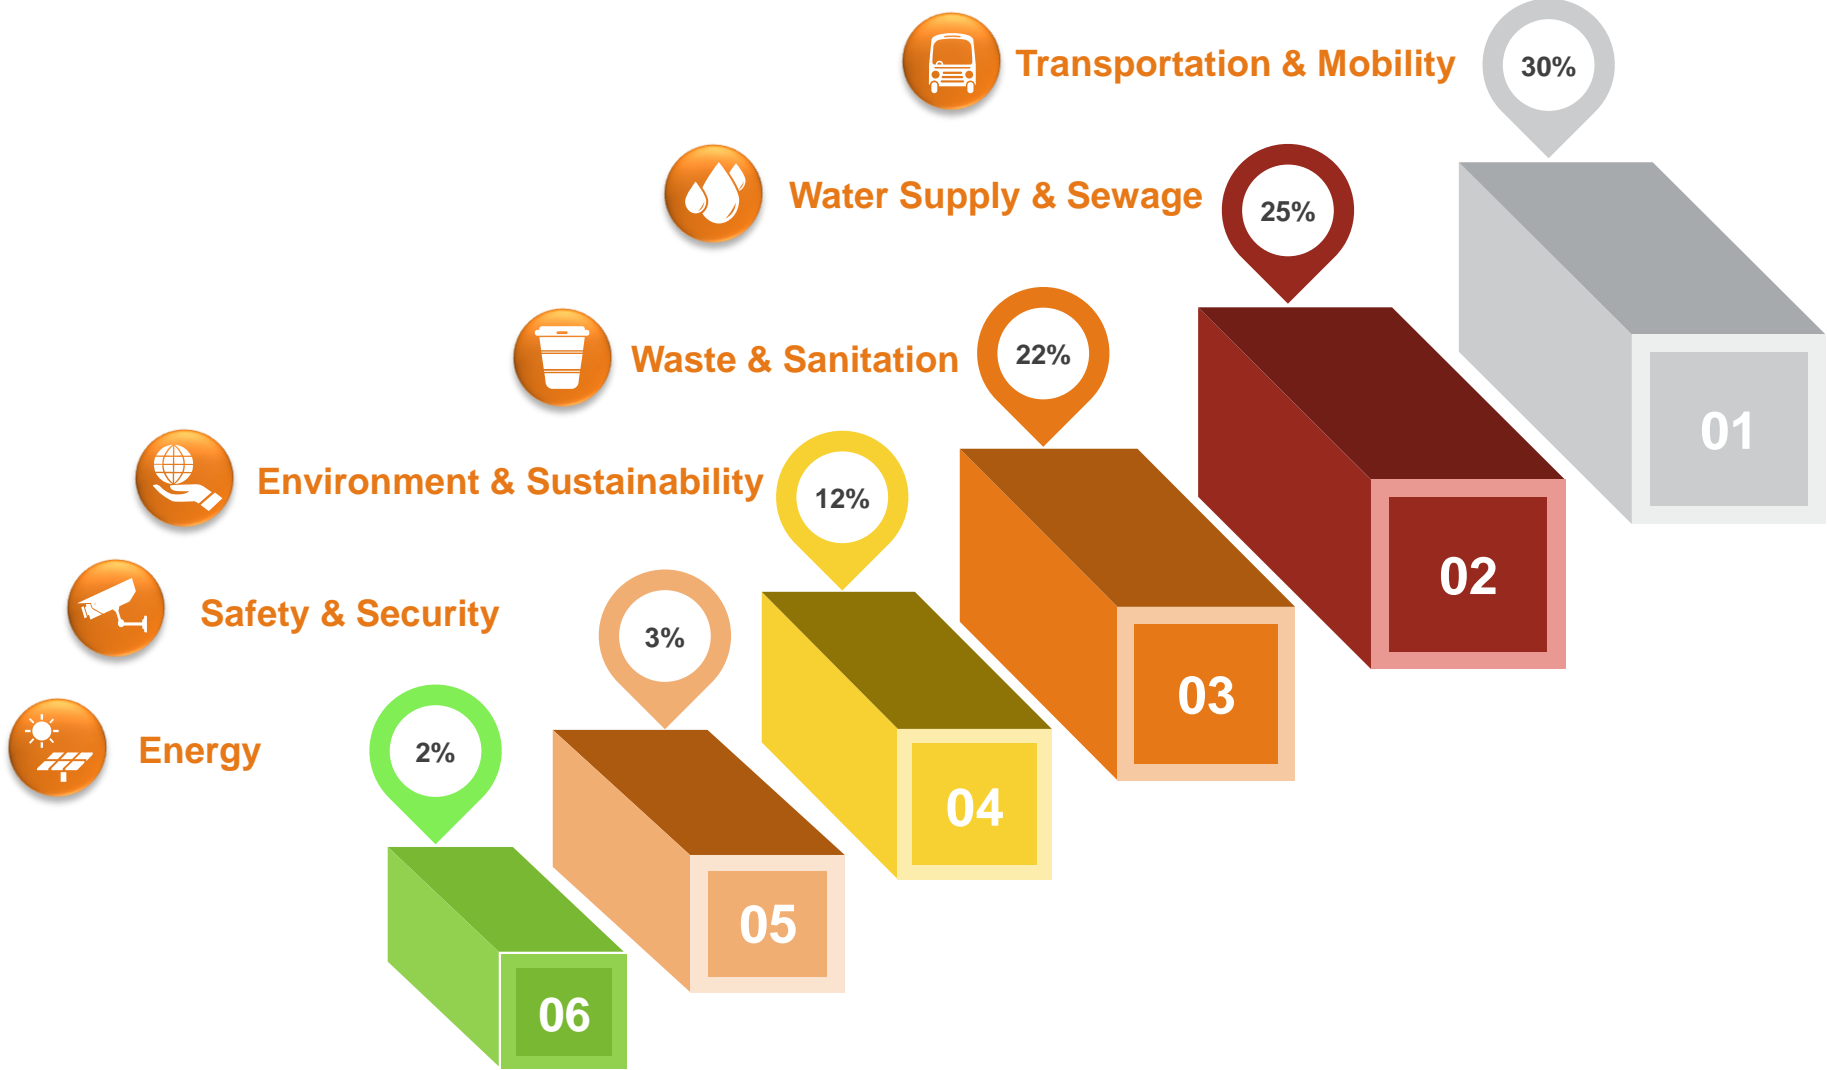 Transportation & Mobility
30%
Water Supply & Sewage
25%
Waste & Sanitation
22%
01
Environment & Sustainability
12%
02
Safety & Security
3%
03
Energy
2%
04
05
06